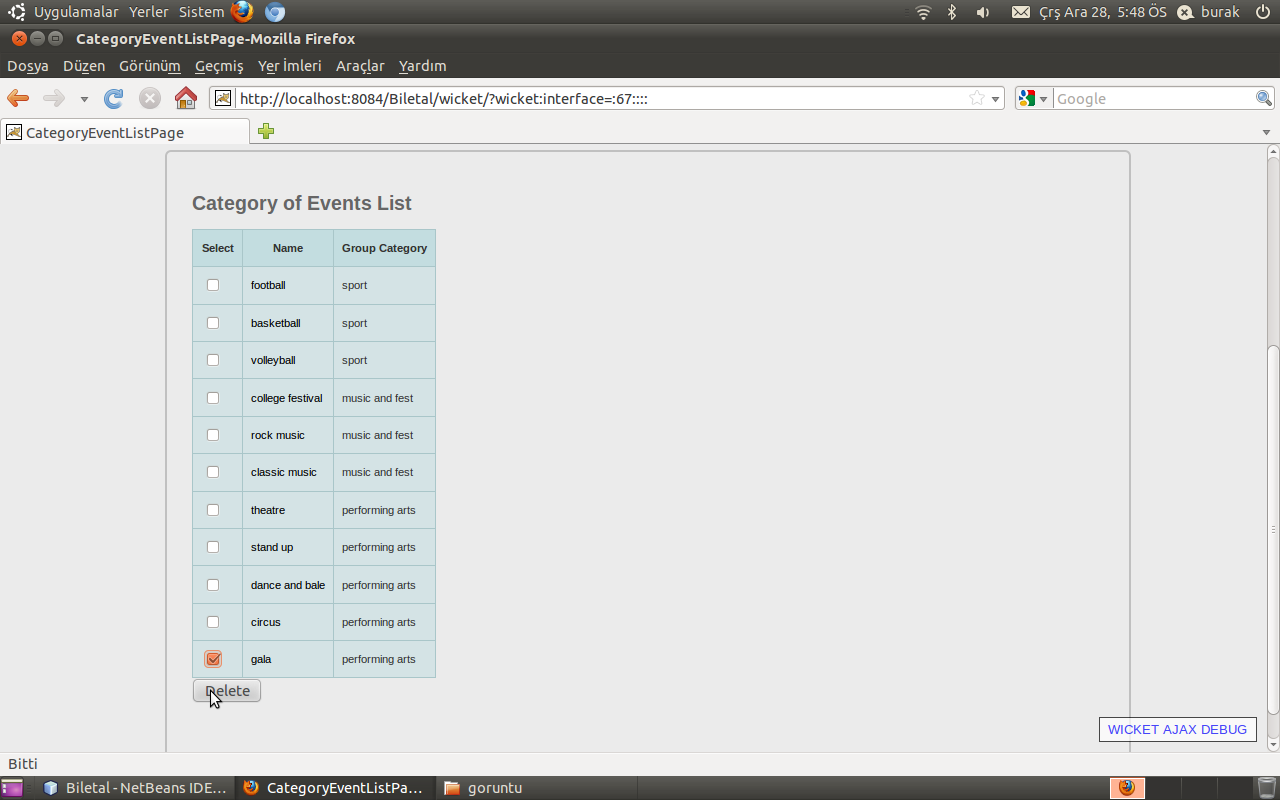 Uygulamalar Yerler Sistem Çrş Ara 28, 5:48 ÖS burak
CategoryEventListPage-Mozilla Firefox
Dosya Düzen Görünüm Geçmiş Yer İmleri Araçlar Yardım
http://localhost:8084/Biletal/wicket/?wicket:interface=:67:::: Google
CategoryEventListPage
Category of Events List
Select Name Group Category
football sport
basketball sport
volleyball sport
college festival music and fest
rock music music and fest
classic music music and fest
theatre performing arts
stand up performing arts
dance and bale performing arts
circus performing arts
gala performing arts
Delete
WICKET AJAX DEBUG
Bitti
Biletal - NetBeans IDE... CategoryEventListPa... goruntu